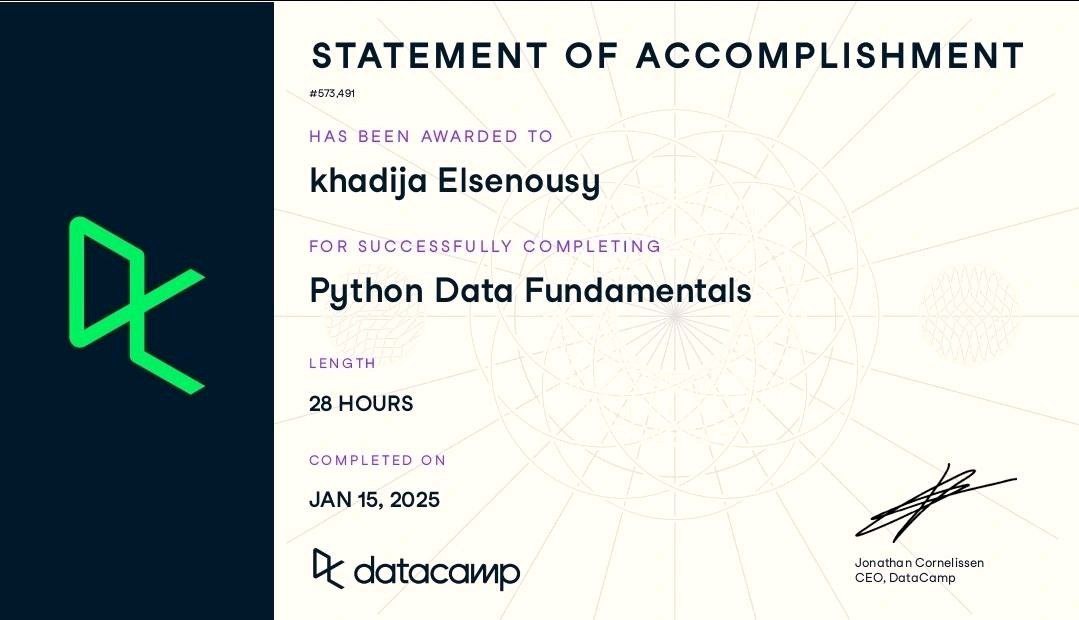 STATEMENT OF ACCOMPLISHMENT
#573,491
HAS BEEN AWARDED TO
khadija Elsenousy
FOR SUCCESSFULLY COMPLETING
Python Data Fundamentals
LENGTH
28 HOURS
COMPLETED ON
JAN 15, 2025
datacamp
Jonathan Cornelissen
CEO, DataCamp